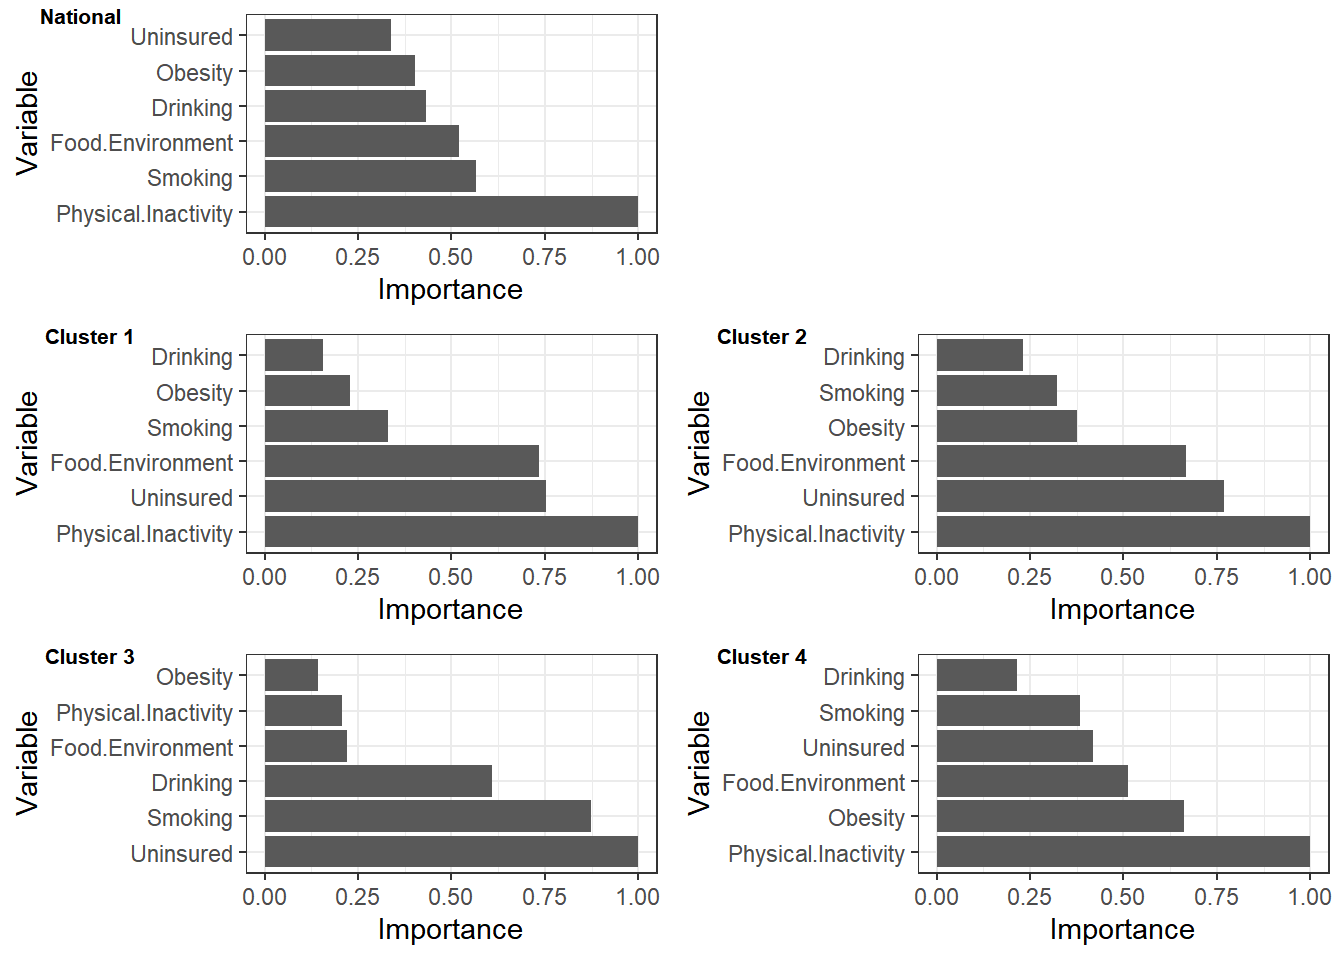 National
Variable
Uninsured
Obesity
Drinking
Food.Environment
Smoking
Physical.Inactivity
0.00 0.25 0.50 0.75 1.00
Importance
Cluster 1
Variable
Drinking
Obesity
Smoking
Food.Environment
Uninsured
Physical.Inactivity
0.00 0.25 0.50 0.75 1.00
Importance
Cluster 2
Variable
Drinking
Smoking
Obesity
Food.Environment
Uninsured
Physical.Inactivity
0.00 0.25 0.50 0.75 1.00
Importance
Cluster 3
Variable
Obesity
Physical.Inactivity
Food.Environment
Drinking
Smoking
Uninsured
0.00 0.25 0.50 0.75 1.00
Importance
Cluster 4
Variable
Drinking
Smoking
Uninsured
Food.Environment
Obesity
Physical.Inactivity
0.00 0.25 0.50 0.75 1.00
Importance